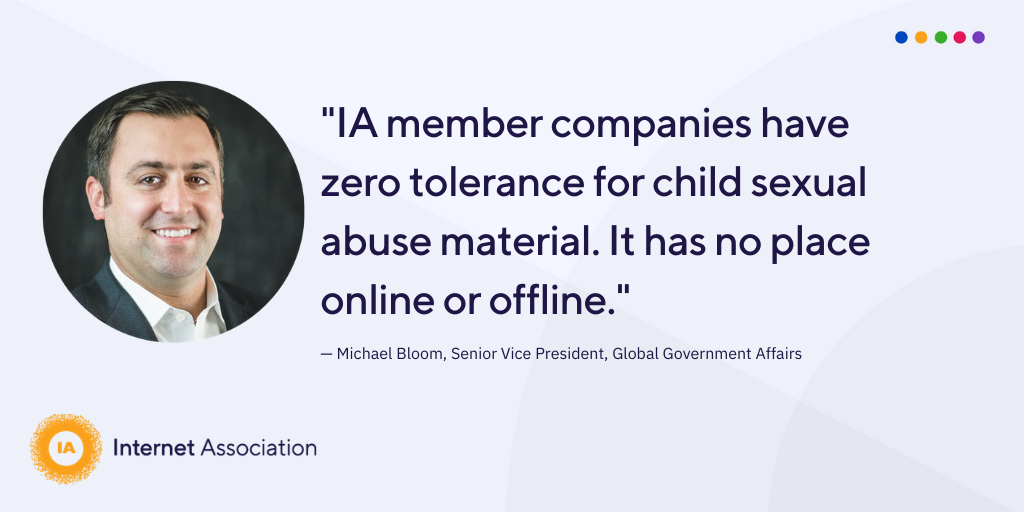 "IA member companies have
zero tolerance for child sexual
abuse material. It has no place
online or offline."
— Michael Bloom, Senior Vice President, Global Government Affairs
IA Internet Association